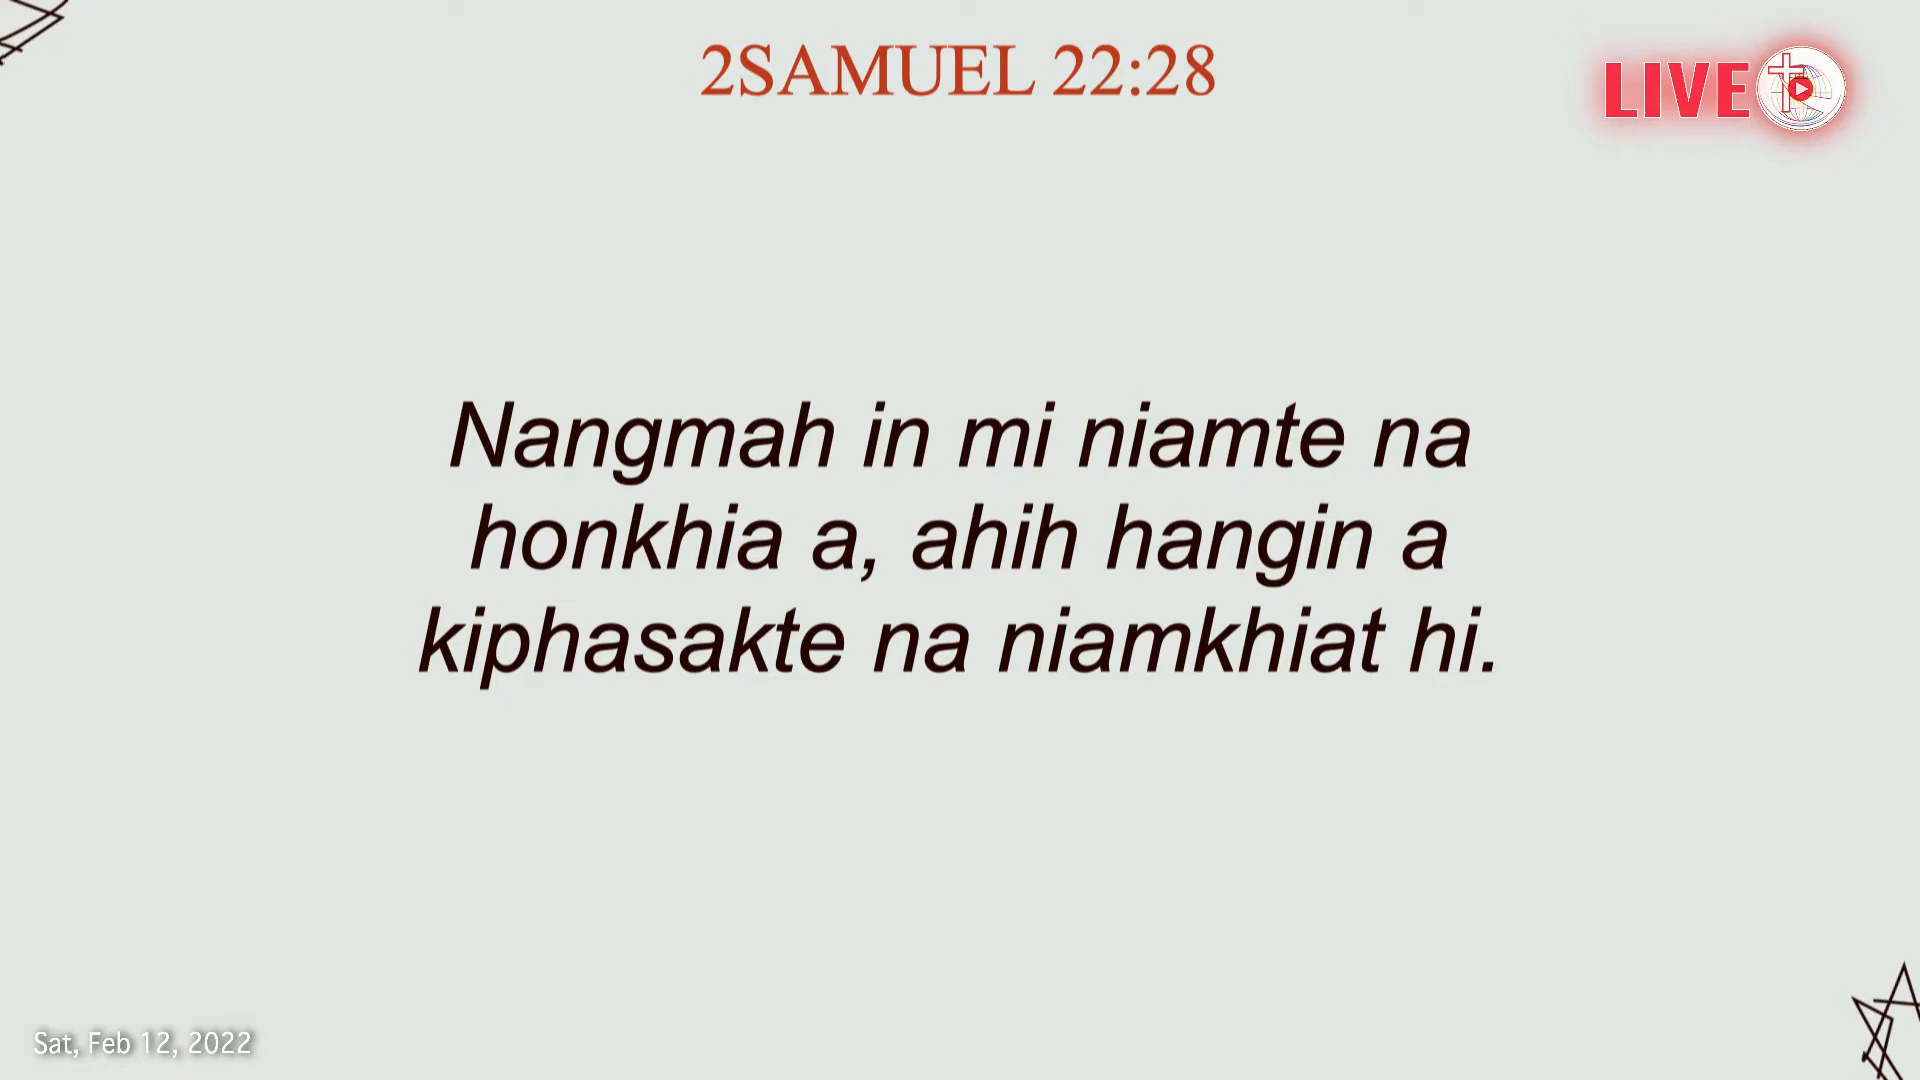 2SAMUEL 22:28
LIVE
Nangmah in mi niamte na
honkhia a, ahih hangin a
kiphasakte na niamkhiat hi.
Sat, Feb 12, 2022